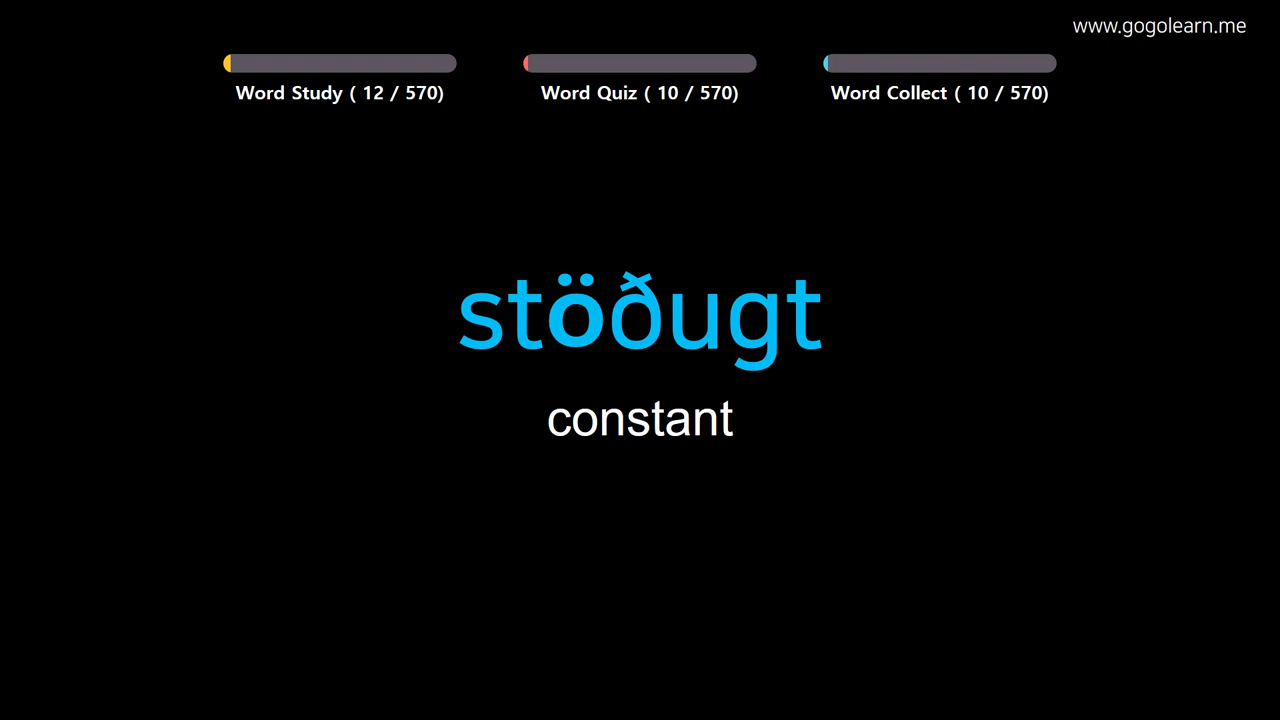 www.gogolearn.me
Word Study ( 12 / 570)
Word Quiz ( 10 / 570)
Word Collect ( 10 / 570)
stöðugt
constant